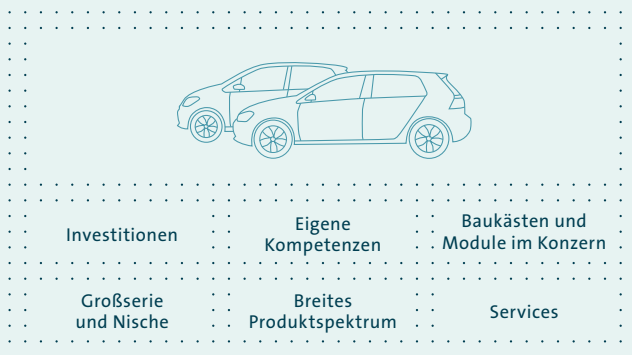 Investitionen
Eigene
Kompetenzen
Baukästen und
Module im Konzern
Großserie
und Nische
Breites
Produktspektrum
Services